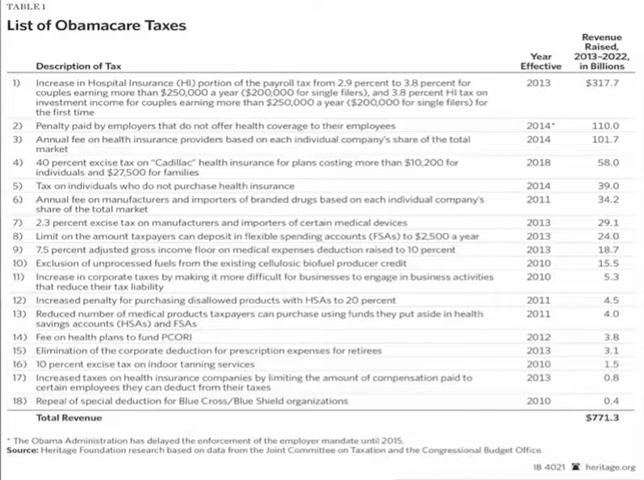 TABLE 1
List of Obamacare Taxes
Description of Tax Year Effective Revenue Raised, 2013–2022, in Billions
1) Increase in Hospital Insurance (HI) portion of the payroll tax from 2.9 percent to 3.8 percent for
couples earning more than $250,000 a year ($200,000 for single filers), and 3.8 percent HI tax on
investment income for couples earning more than $250,000 a year ($200,000 for single filers) for
the first time 2013 $317.7
2) Penalty paid by employers that do not offer health coverage to their employees 2014* 110.0
3) Annual fee on health insurance providers based on each individual company's share of the total
market 2014 101.7
4) 40 percent excise tax on "Cadillac" health insurance for plans costing more than $10,200 for
individuals and $27,500 for families 2018 58.0
5) Tax on individuals who do not purchase health insurance 2014 39.0
6) Annual fee on manufacturers and importers of branded drugs based on each individual company's
share of the total market 2011 34.2
7) 2.3 percent excise tax on manufacturers and importers of certain medical devices 2013 29.1
8) Limit on the amount taxpayers can deposit in flexible spending accounts (FSAs) to $2,500 a year 2013 24.0
9) 7.5 percent adjusted gross income floor on medical expenses deduction raised to 10 percent 2013 18.7
10) Exclusion of unprocessed fuels from the existing cellulosic biofuel producer credit 2010 15.5
11) Increase in corporate taxes by making it more difficult for businesses to engage in business activities
that reduce their tax liability 2010 5.3
12) Increased penalty for purchasing disallowed products with HSAs to 20 percent 2011 4.5
13) Reduced number of medical products taxpayers can purchase using funds they put aside in health
savings accounts (HSAs) and FSAs 2011 4.0
14) Fee on health plans to fund PCORI 2012 3.8
15) Elimination of the corporate deduction for prescription expenses for retirees 2013 3.1
16) 10 percent excise tax on indoor tanning services 2010 1.5
17) Increased taxes on health insurance companies by limiting the amount of compensation paid to
certain employees they can deduct from their taxes 2013 0.8
18) Repeal of special deduction for Blue Cross/Blue Shield organizations 2010 0.4
Total Revenue $771.3
* The Obama Administration has delayed the enforcement of the employer mandate until 2015.
Source: Heritage Foundation research based on data from the Joint Committee on Taxation and the Congressional Budget Office
IB 4021 heritage.org